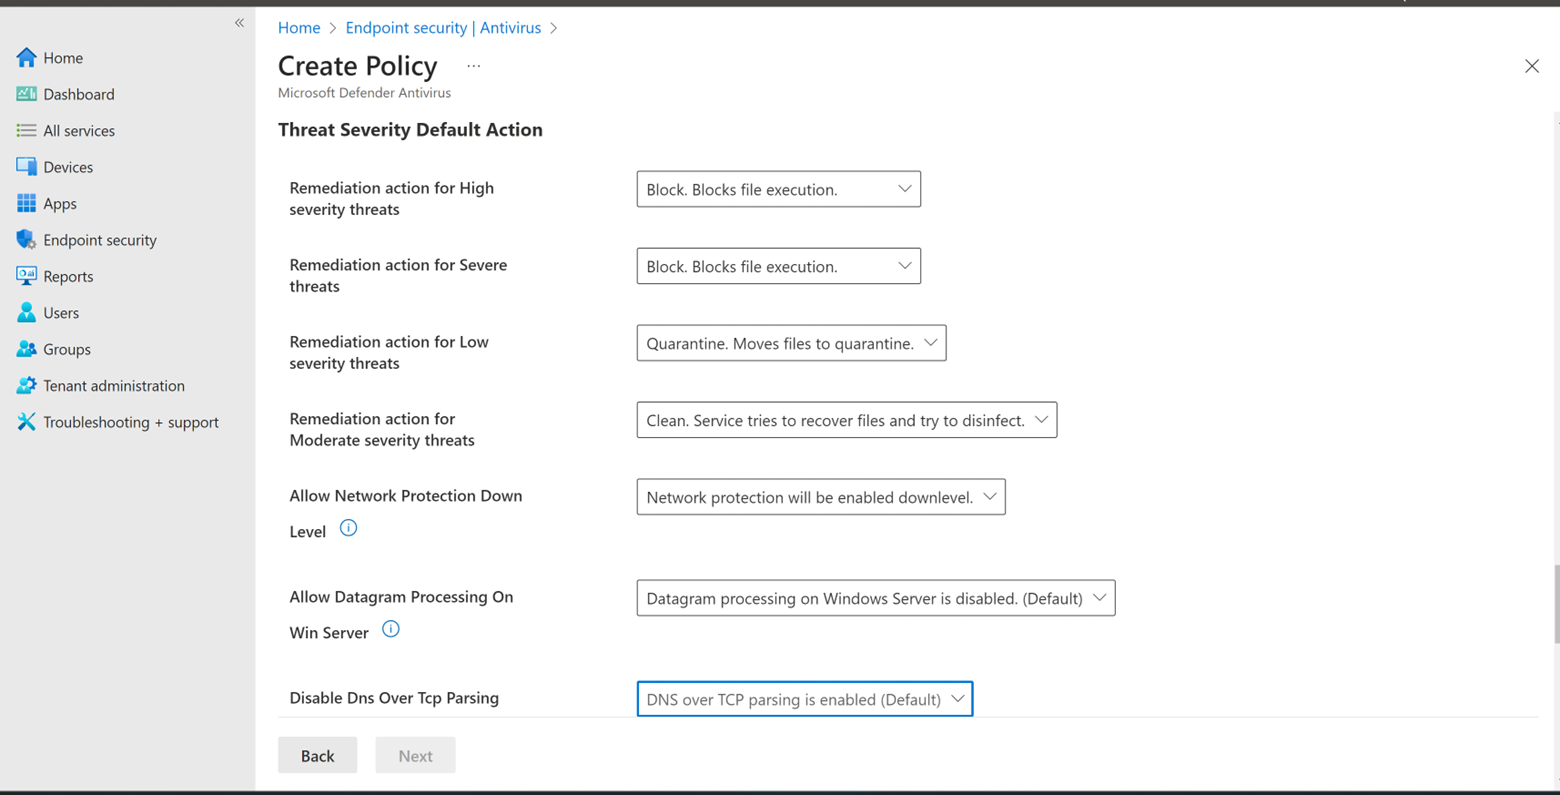 «
Home
Dashboard
All services
Devices
Apps
Endpoint security
Reports
Users
Groups
Tenant administration
Troubleshooting + support
Home > Endpoint security | Antivirus >
Create Policy ...
Microsoft Defender Antivirus
Threat Severity Default Action
Remediation action for High
severity threats
Block. Blocks file execution.
Remediation action for Severe
threats
Block. Blocks file execution.
Remediation action for Low
severity threats
Quarantine. Moves files to quarantine.
Remediation action for
Moderate severity threats
Clean. Service tries to recover files and try to disinfect.
Allow Network Protection Down
Level
Network protection will be enabled downlevel.
Allow Datagram Processing On
Win Server
Datagram processing on Windows Server is disabled. (Default)
Disable Dns Over Tcp Parsing
DNS over TCP parsing is enabled (Default)
Back
Next